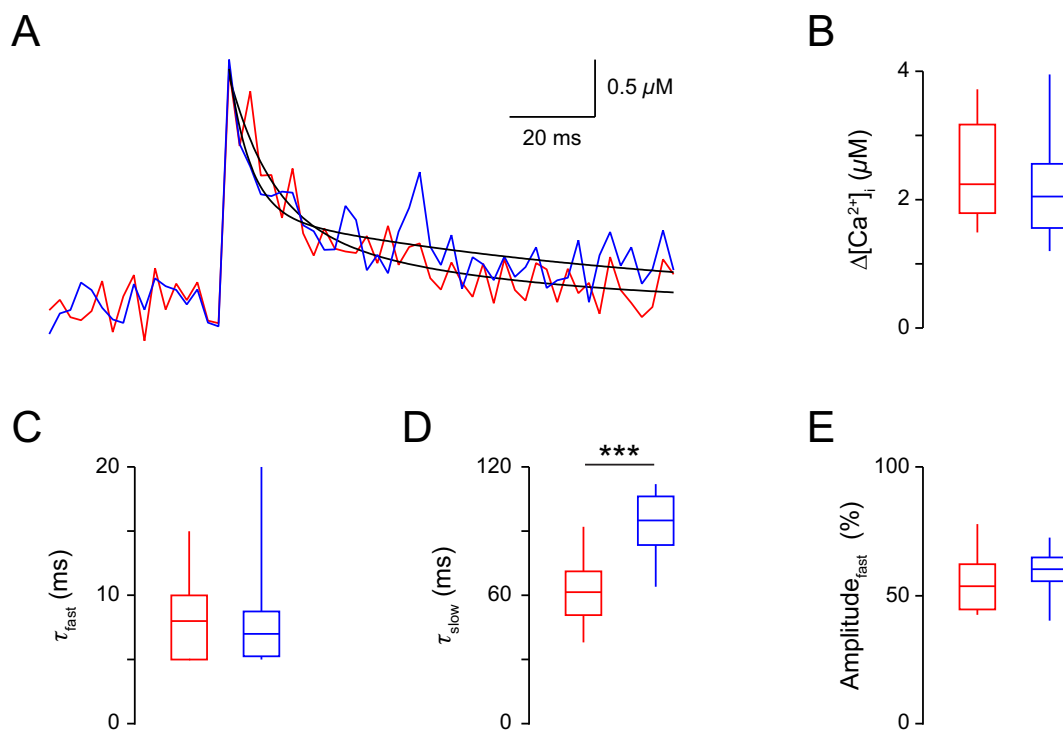 A
0.5 µM
20 ms
B
Δ[Ca²⁺]ᵢ (µM)
4
2
0
C
τfast (ms)
20
10
0
D
τslow (ms)
120
60
0
***
E
Amplitudefast (%)
100
50
0